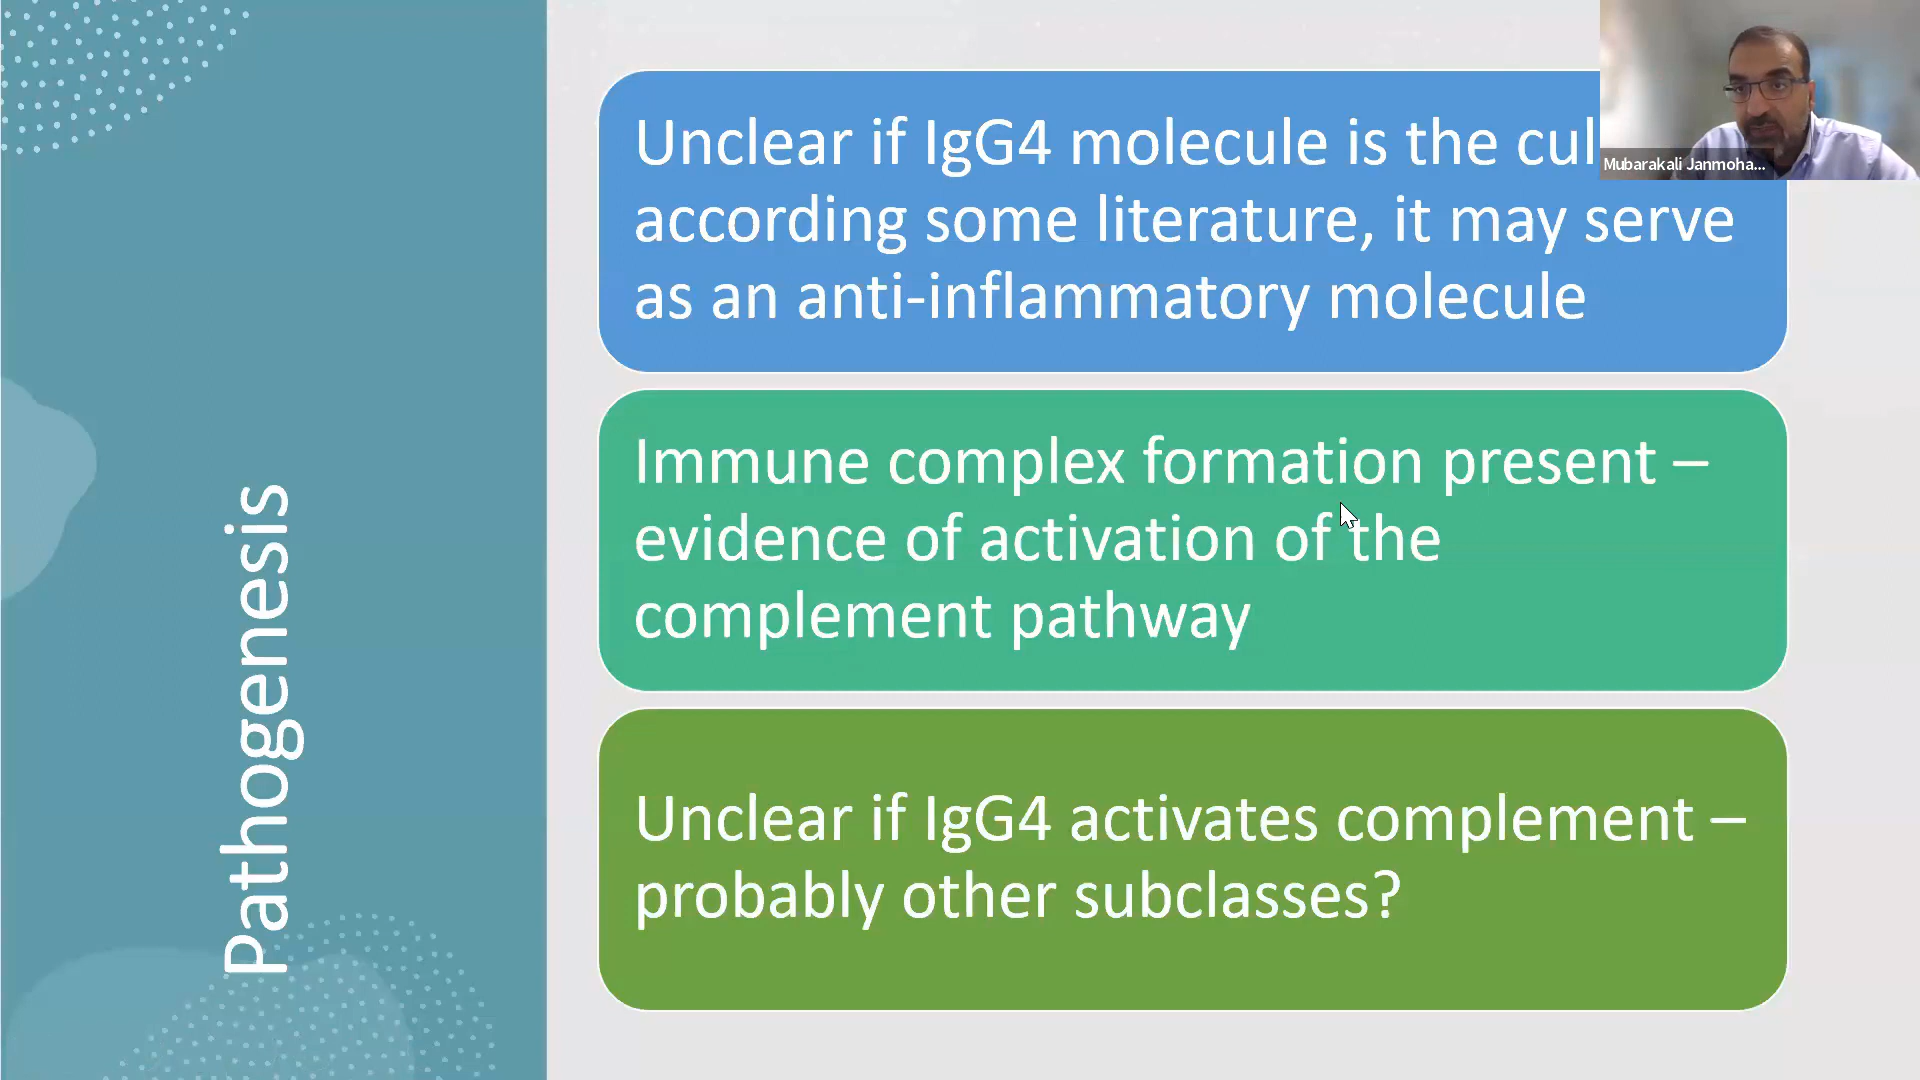 Pathogenesis
Unclear if IgG4 molecule is the
according some literature, it may serve
as an anti-inflammatory molecule
Immune complex formation present –
evidence of activation of the
complement pathway
Unclear if IgG4 activates complement –
probably other subclasses?
Mubarakali Janmoha...